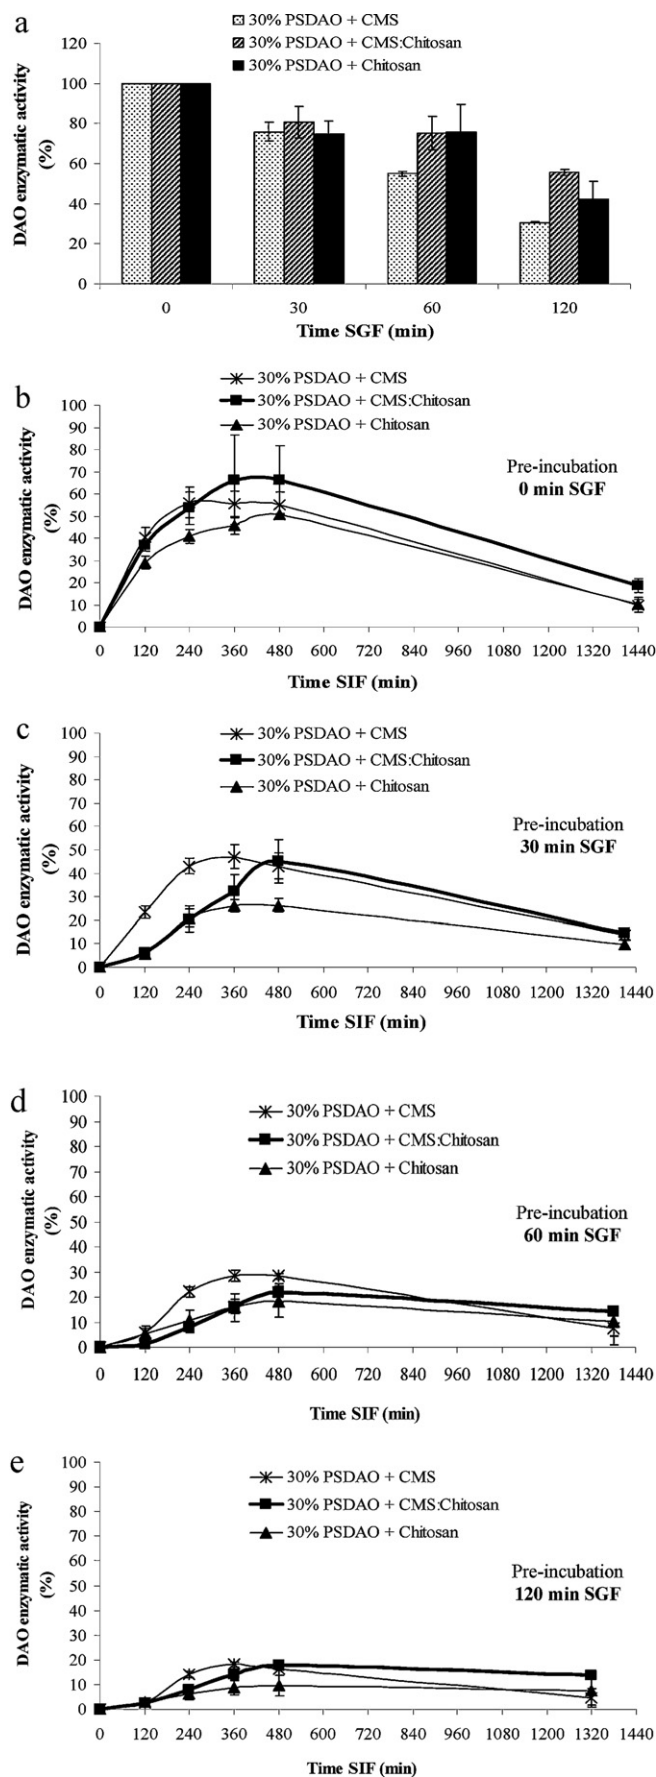 a
30% PSDAO + CMS
30% PSDAO + CMS:Chitosan
30% PSDAO + Chitosan
DAO enzymatic activity
(%)
120
100
80
60
40
20
0
0 30 60 120
Time SGF (min)
b
30% PSDAO + CMS
30% PSDAO + CMS:Chitosan
30% PSDAO + Chitosan
Pre-incubation
0 min SGF
DAO enzymatic activity
(%)
100
90
80
70
60
50
40
30
20
10
0
0 120 240 360 480 600 720 840 960 1080 1200 1320 1440
Time SIF (min)
c
30% PSDAO + CMS
30% PSDAO + CMS:Chitosan
30% PSDAO + Chitosan
Pre-incubation
30 min SGF
DAO enzymatic activity
(%)
100
90
80
70
60
50
40
30
20
10
0
0 120 240 360 480 600 720 840 960 1080 1200 1320 1440
Time SIF (min)
d
30% PSDAO + CMS
30% PSDAO + CMS:Chitosan
30% PSDAO + Chitosan
Pre-incubation
60 min SGF
DAO enzymatic activity
(%)
100
90
80
70
60
50
40
30
20
10
0
0 120 240 360 480 600 720 840 960 1080 1200 1320 1440
Time SIF (min)
e
30% PSDAO + CMS
30% PSDAO + CMS:Chitosan
30% PSDAO + Chitosan
Pre-incubation
120 min SGF
DAO enzymatic activity
(%)
100
90
80
70
60
50
40
30
20
10
0
0 120 240 360 480 600 720 840 960 1080 1200 1320 1440
Time SIF (min)